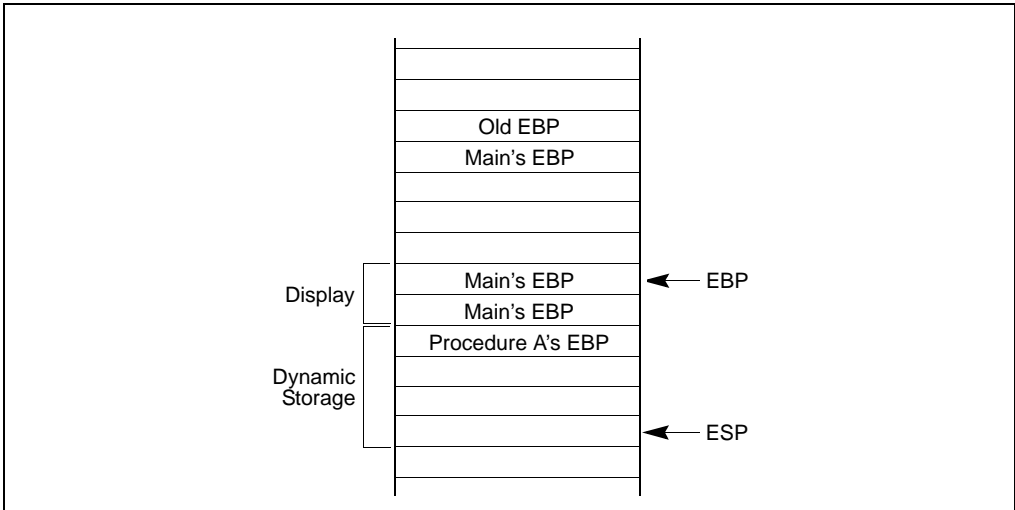 Old EBP
Main's EBP
Main's EBP
EBP
Display
Main's EBP
Procedure A's EBP
Dynamic
Storage
ESP